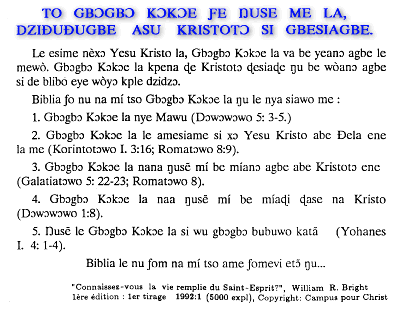 TO GBƆGBƆ KƆKƆE ƑE ŊUSE ME LA,
DZIÐUÐUGBE ASU KRISTOTƆ SI GBESIAGBE.
Le esime nèxɔ Yesu Kristo la, Gbɔgbɔ Kɔkɔe la va be yeanɔ agbe le
mewò. Gbɔgbɔ Kɔkɔe la kpena ɖe Kristotɔ ɖesiaɖe ŋu be wòanɔ agbe
si de blibo eye wòyɔ kple dzidzɔ.
Biblia ƒo nu na mí tso Gbɔgbɔ Kɔkɔe la ŋu le nya siawo me :
1. Gbɔgbɔ Kɔkɔe la nye Mawu (Dɔwɔwɔwo 5: 3-5.)
2. Gbɔgbɔ Kɔkɔe la le amesiame si xɔ Yesu Kristo abe Ðela ene
la me (Korintotɔwo I. 3:16; Romatɔwo 8:9).
3. Gbɔgbɔ Kɔkɔe la nana ŋusẽ mí be míanɔ agbe abe Kristotɔ ene
(Galatiatɔwo 5: 22-23; Romatɔwo 8).
4. Gbɔgbɔ Kɔkɔe la naa ŋusẽ mí be míaɖi ɖase na Kristo
(Dɔwɔwɔwo 1:8).
5. Ŋusẽ le Gbɔgbɔ Kɔkɔe la si wu gbɔgbɔ bubuwo katã (Yohanes
I. 4: 1-4).
Biblia le nu ƒom na mí tso ame ƒomevi etɔ̃ ŋu...
"Connaissez-vous la vie remplie du Saint-Esprit?", William R. Bright
1ère édition : 1er tirage 1992:1 (5000 expl), Copyright: Campus pour Christ